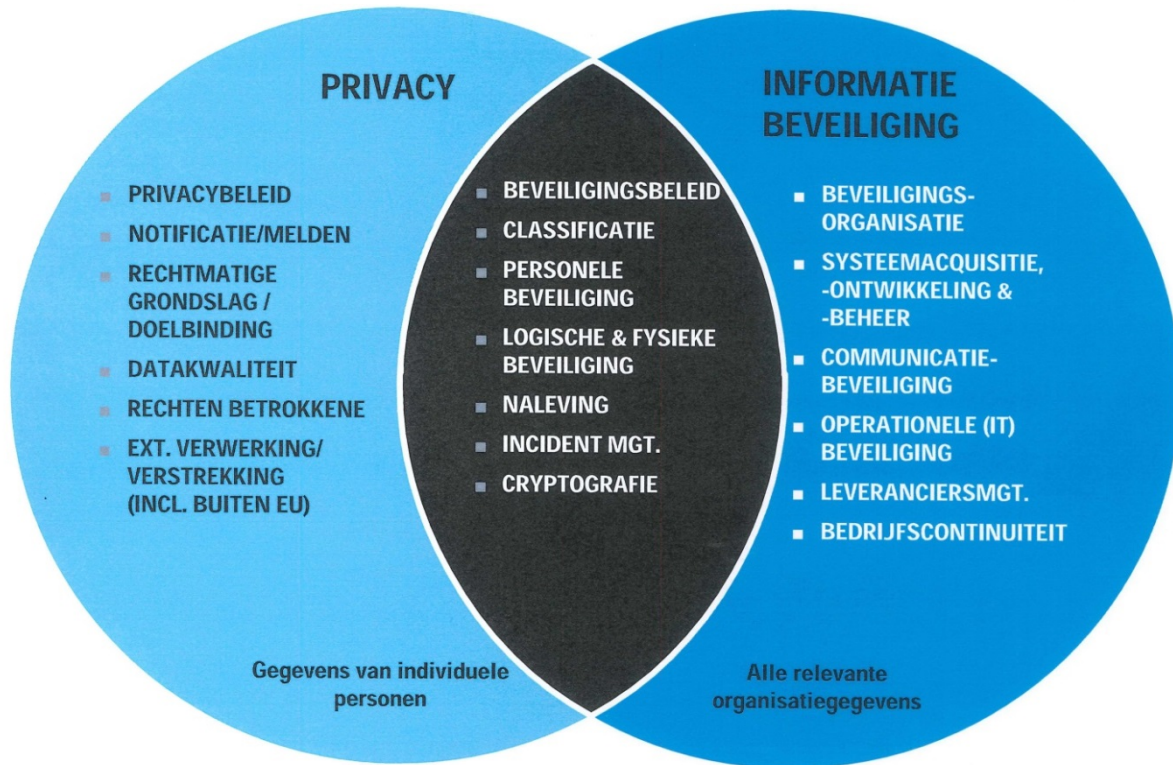 PRIVACY
PRIVACYBELEID
NOTIFICATIE/MELDEN
RECHTMATIGE
GRONDSLAG /
DOELBINDING
DATAKWALITEIT
RECHTEN BETROKKENE
EXT. VERWERKING/
VERSTREKKING
(INCL. BUITEN EU)
Gegevens van individuele
personen
BEVEILIGINGSBELEID
CLASSIFICATIE
PERSONELE
BEVEILIGING
LOGISCHE & FYSIEKE
BEVEILIGING
NALEVING
INCIDENT MGT.
CRYPTOGRAFIE
INFORMATIE
BEVEILIGING
BEVEILIGINGS-
ORGANISATIE
SYSTEEMACQUISITIE,
-ONTWIKKELING &
-BEHEER
COMMUNICATIE-
BEVEILIGING
OPERATIONELE (IT)
BEVEILIGING
LEVERANCIERSMGT.
BEDRIJFSCONTINUITEIT
Alle relevante
organisatiegegevens